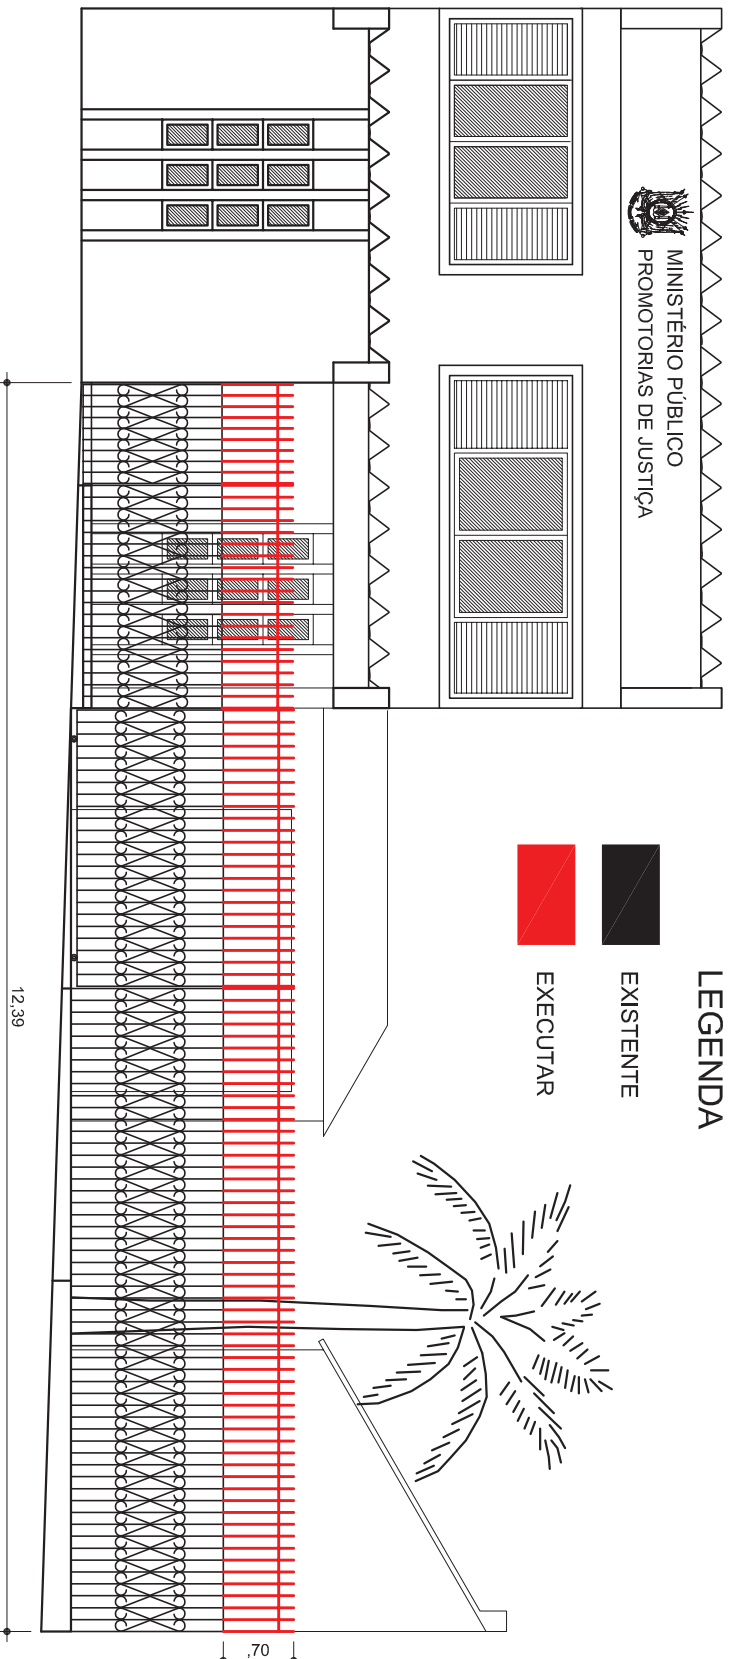 MINISTÉRIO PÚBLICO
PROMOTORIAS DE JUSTIÇA
LEGENDA
EXISTENTE
EXECUTAR
12,39
,70